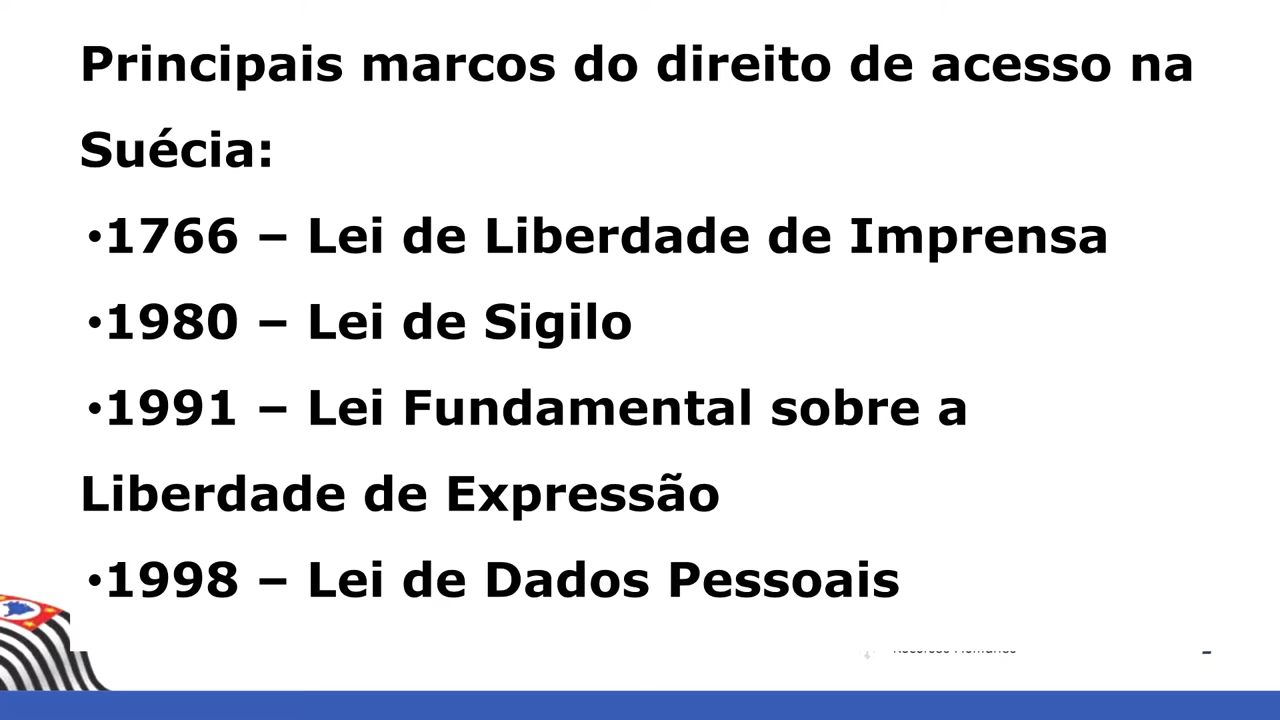 Principais marcos do direito de acesso na
Suécia:
•1766 – Lei de Liberdade de Imprensa
•1980 – Lei de Sigilo
•1991 – Lei Fundamental sobre a
Liberdade de Expressão
•1998 – Lei de Dados Pessoais